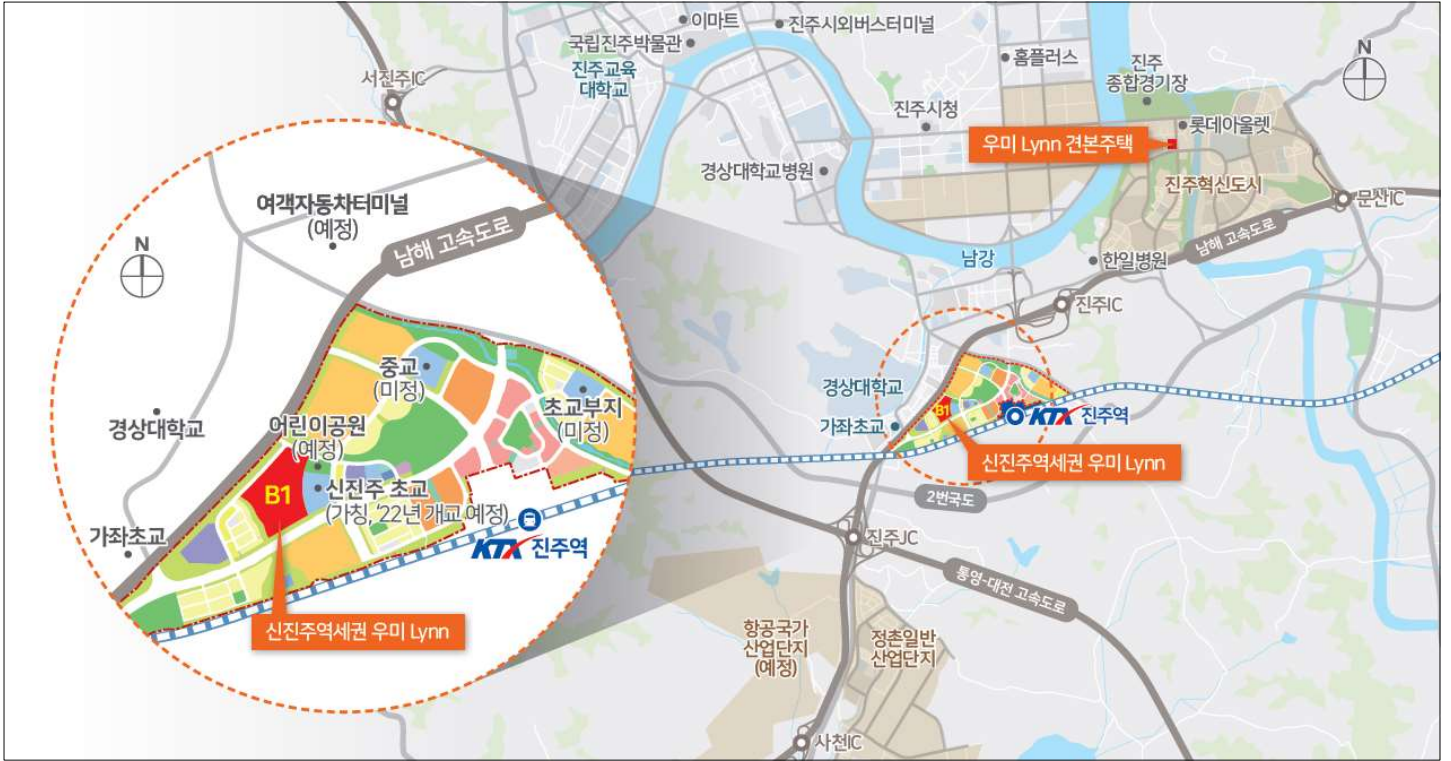 이마트
진주시외버스터미널
국립진주박물관
진주교육
대학교
서진주IC
홈플러스
진주
종합경기장
N
진주시청
롯데아울렛
우미 Lynn 견본주택
경상대학교병원
진주혁신도시
문산IC
남해 고속도로
남강
한일병원
진주IC
경상대학교
가좌초교
B1
KTX 진주역
신진주역세권 우미 Lynn
2번국도
진주JC
통영-대전 고속도로
항공국가
산업단지
(예정)
정촌일반
산업단지
사천IC
여객자동차터미널
(예정)
N
남해 고속도로
중교
(미정)
초교부지
(미정)
경상대학교
어린이공원
(예정)
B1
신진주 초교
(가칭, '22년 개교 예정)
가좌초교
KTX 진주역
신진주역세권 우미 Lynn